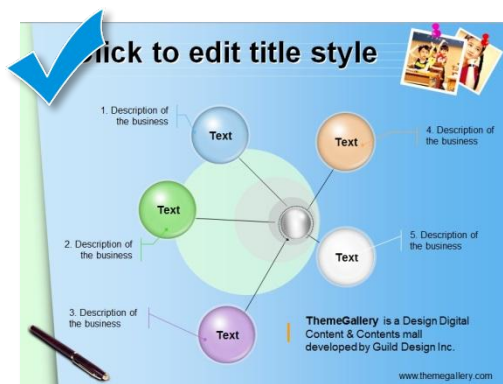 Click to edit title style
1. Description of
the business
Text
Text
4. Description of
the business
Text
2. Description of
the business
5. Description of
the business
Text
3. Description of
the business
Text
ThemeGallery is a Design Digital
Content & Contents mall
developed by Guild Design Inc.
www.themegallery.com